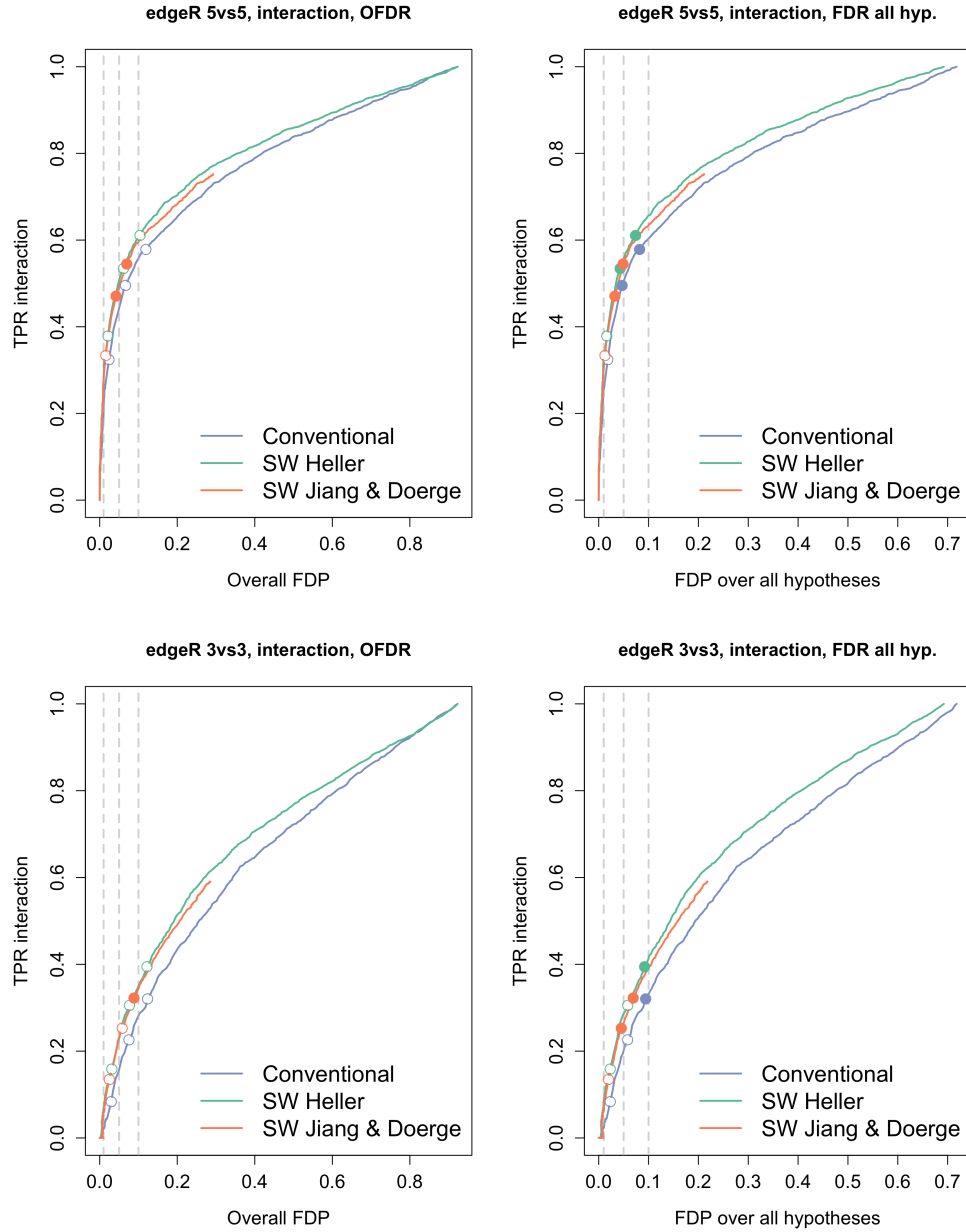 edgeR 5vs5, interaction, OFDR
TPR interaction
1.0
0.8
0.6
0.4
0.2
0.0
Conventional
SW Heller
SW Jiang & Doerge
0.0 0.2 0.4 0.6 0.8
Overall FDP
edgeR 5vs5, interaction, FDR all hyp.
TPR interaction
1.0
0.8
0.6
0.4
0.2
0.0
Conventional
SW Heller
SW Jiang & Doerge
0.0 0.1 0.2 0.3 0.4 0.5 0.6 0.7
FDP over all hypotheses
edgeR 3vs3, interaction, OFDR
TPR interaction
1.0
0.8
0.6
0.4
0.2
0.0
Conventional
SW Heller
SW Jiang & Doerge
0.0 0.2 0.4 0.6 0.8
Overall FDP
edgeR 3vs3, interaction, FDR all hyp.
TPR interaction
1.0
0.8
0.6
0.4
0.2
0.0
Conventional
SW Heller
SW Jiang & Doerge
0.0 0.1 0.2 0.3 0.4 0.5 0.6 0.7
FDP over all hypotheses